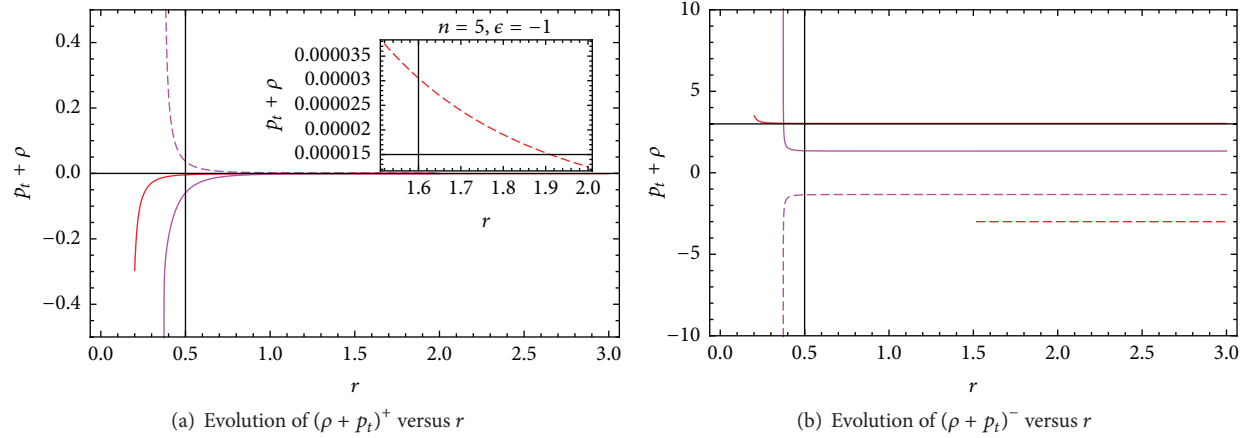 n = 5, ϵ = −1
0.000035
0.00003
0.000025
0.00002
0.000015
p_t + ρ
1.6 1.7 1.8 1.9 2.0
r
0.4
0.2
0.0
−0.2
−0.4
p_t + ρ
0.0 0.5 1.0 1.5 2.0 2.5 3.0
r
(a) Evolution of (ρ + p_t)^+ versus r
10
5
0
−5
−10
p_t + ρ
0.0 0.5 1.0 1.5 2.0 2.5 3.0
r
(b) Evolution of (ρ + p_t)^− versus r